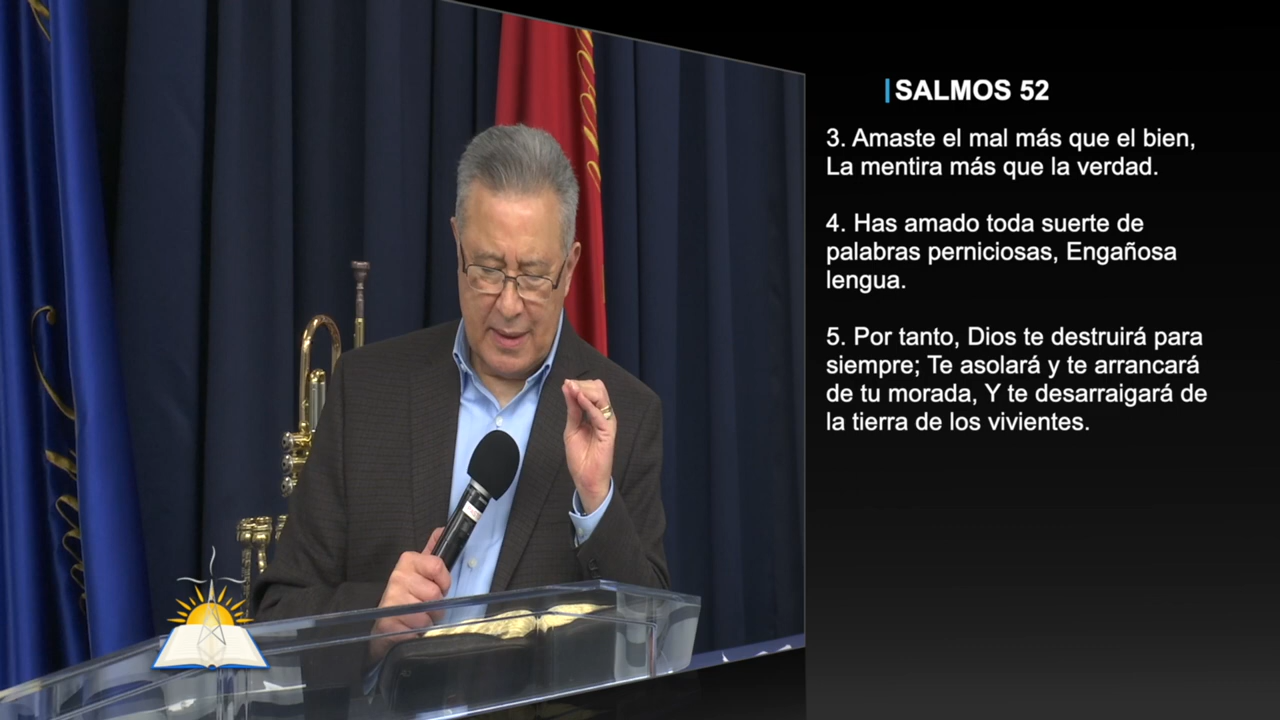 SALMOS 52
3. Amaste el mal más que el bien,
La mentira más que la verdad.
4. Has amado toda suerte de
palabras perniciosas, Engañosa
lengua.
5. Por tanto, Dios te destruirá para
siempre; Te asolará y te arrancará
de tu morada, Y te desarraigará de
la tierra de los vivientes.